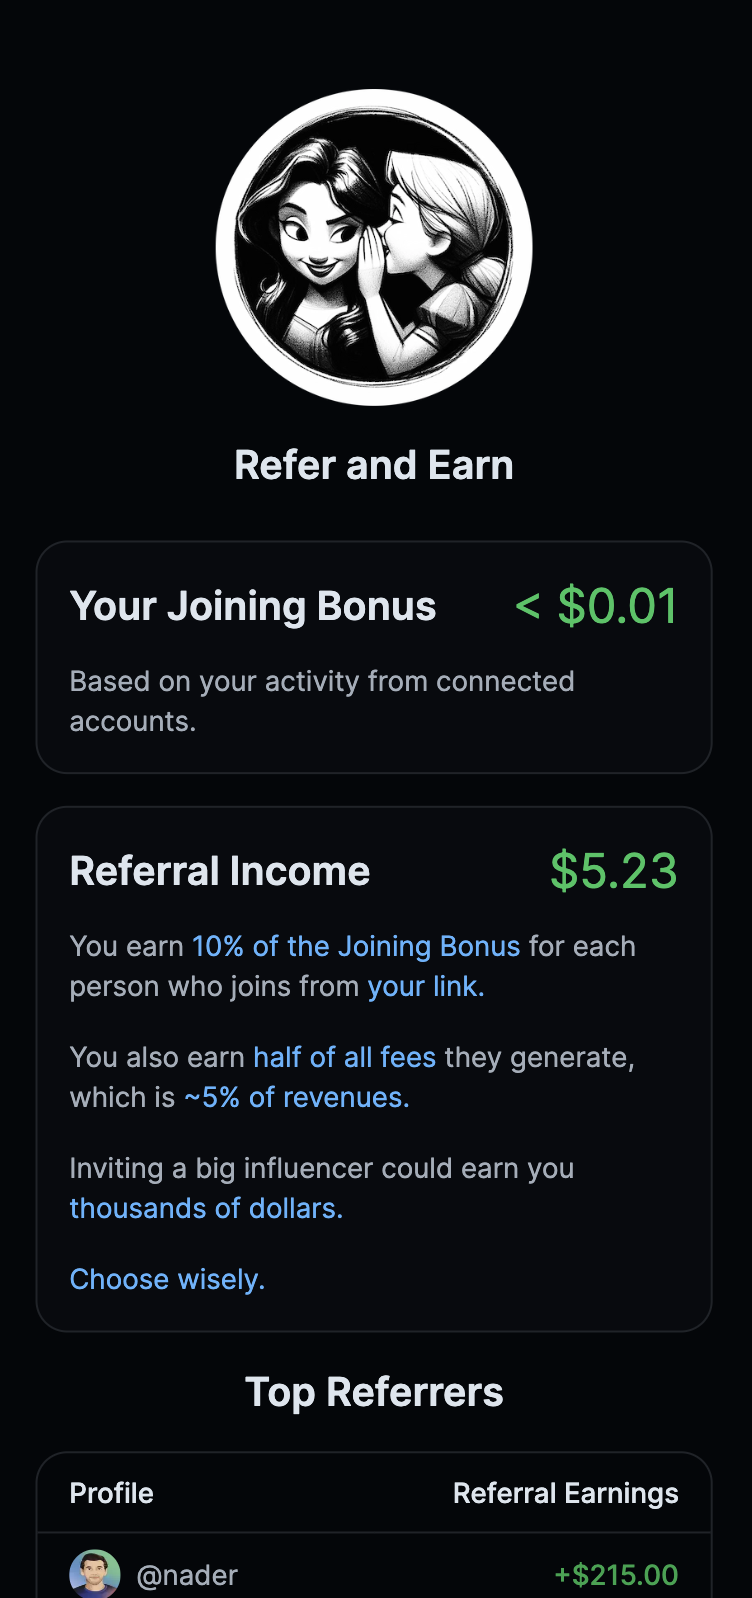 Refer and Earn
Your Joining Bonus
< $0.01
Based on your activity from connected
accounts.
Referral Income
$5.23
You earn 10% of the Joining Bonus for each
person who joins from your link.
You also earn half of all fees they generate,
which is ~5% of revenues.
Inviting a big influencer could earn you
thousands of dollars.
Choose wisely.
Top Referrers
Profile
Referral Earnings
@nader
+$215.00